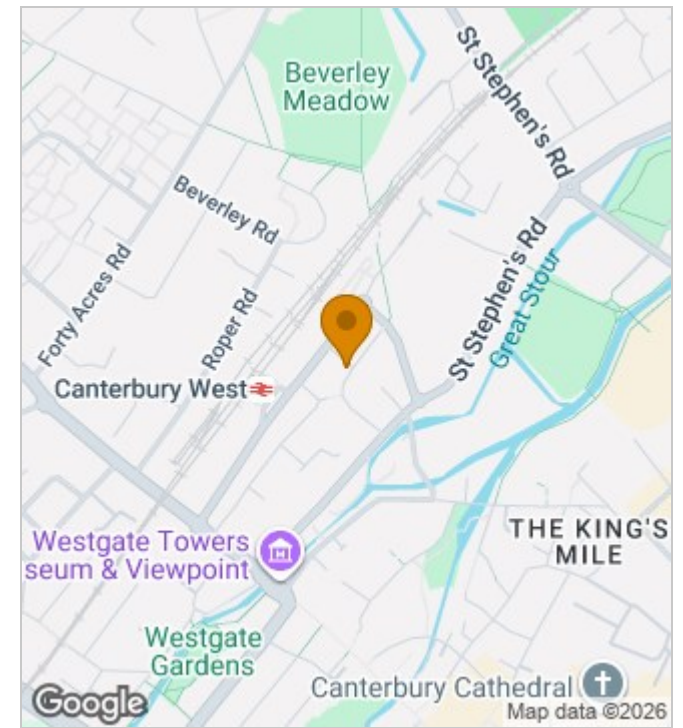 Beverley
Meadow
St Stephen's Rd
Beverley Rd
Forty Acres Rd
Roper Rd
St Stephen's Rd
Great Stour
Canterbury West
THE KING'S
MILE
Westgate Towers
seum & Viewpoint
Westgate
Gardens
Canterbury Cathedral
Google
Map data ©2026